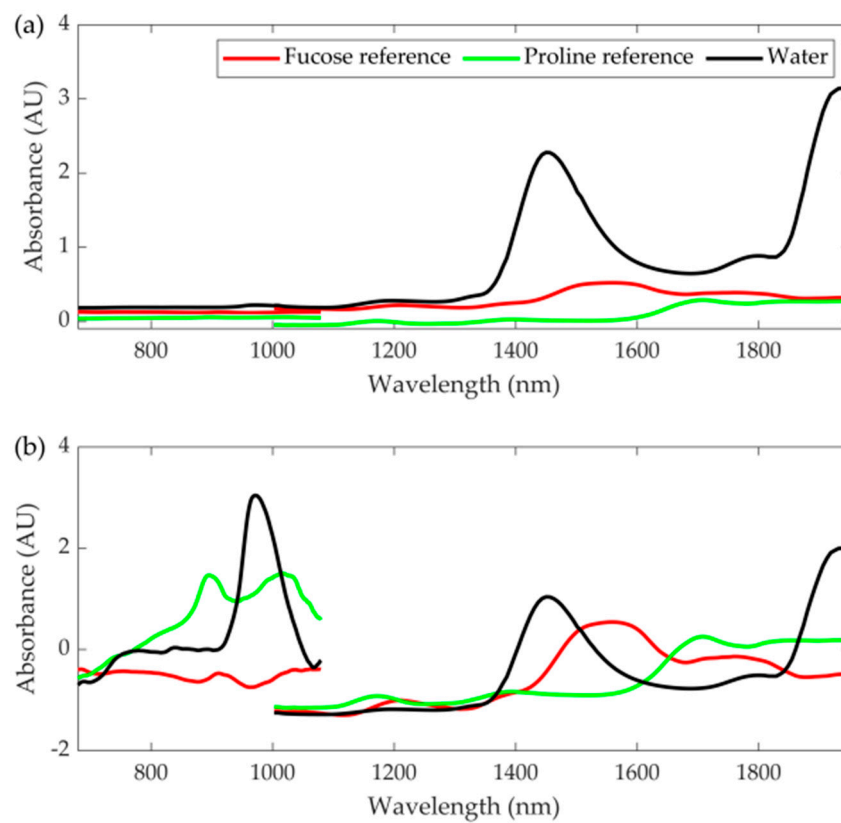 (a)
4
3
2
1
0
Absorbance (AU)
Fucose reference Proline reference Water
800 1000 1200 1400 1600 1800
Wavelength (nm)
(b)
4
2
0
-2
Absorbance (AU)
800 1000 1200 1400 1600 1800
Wavelength (nm)